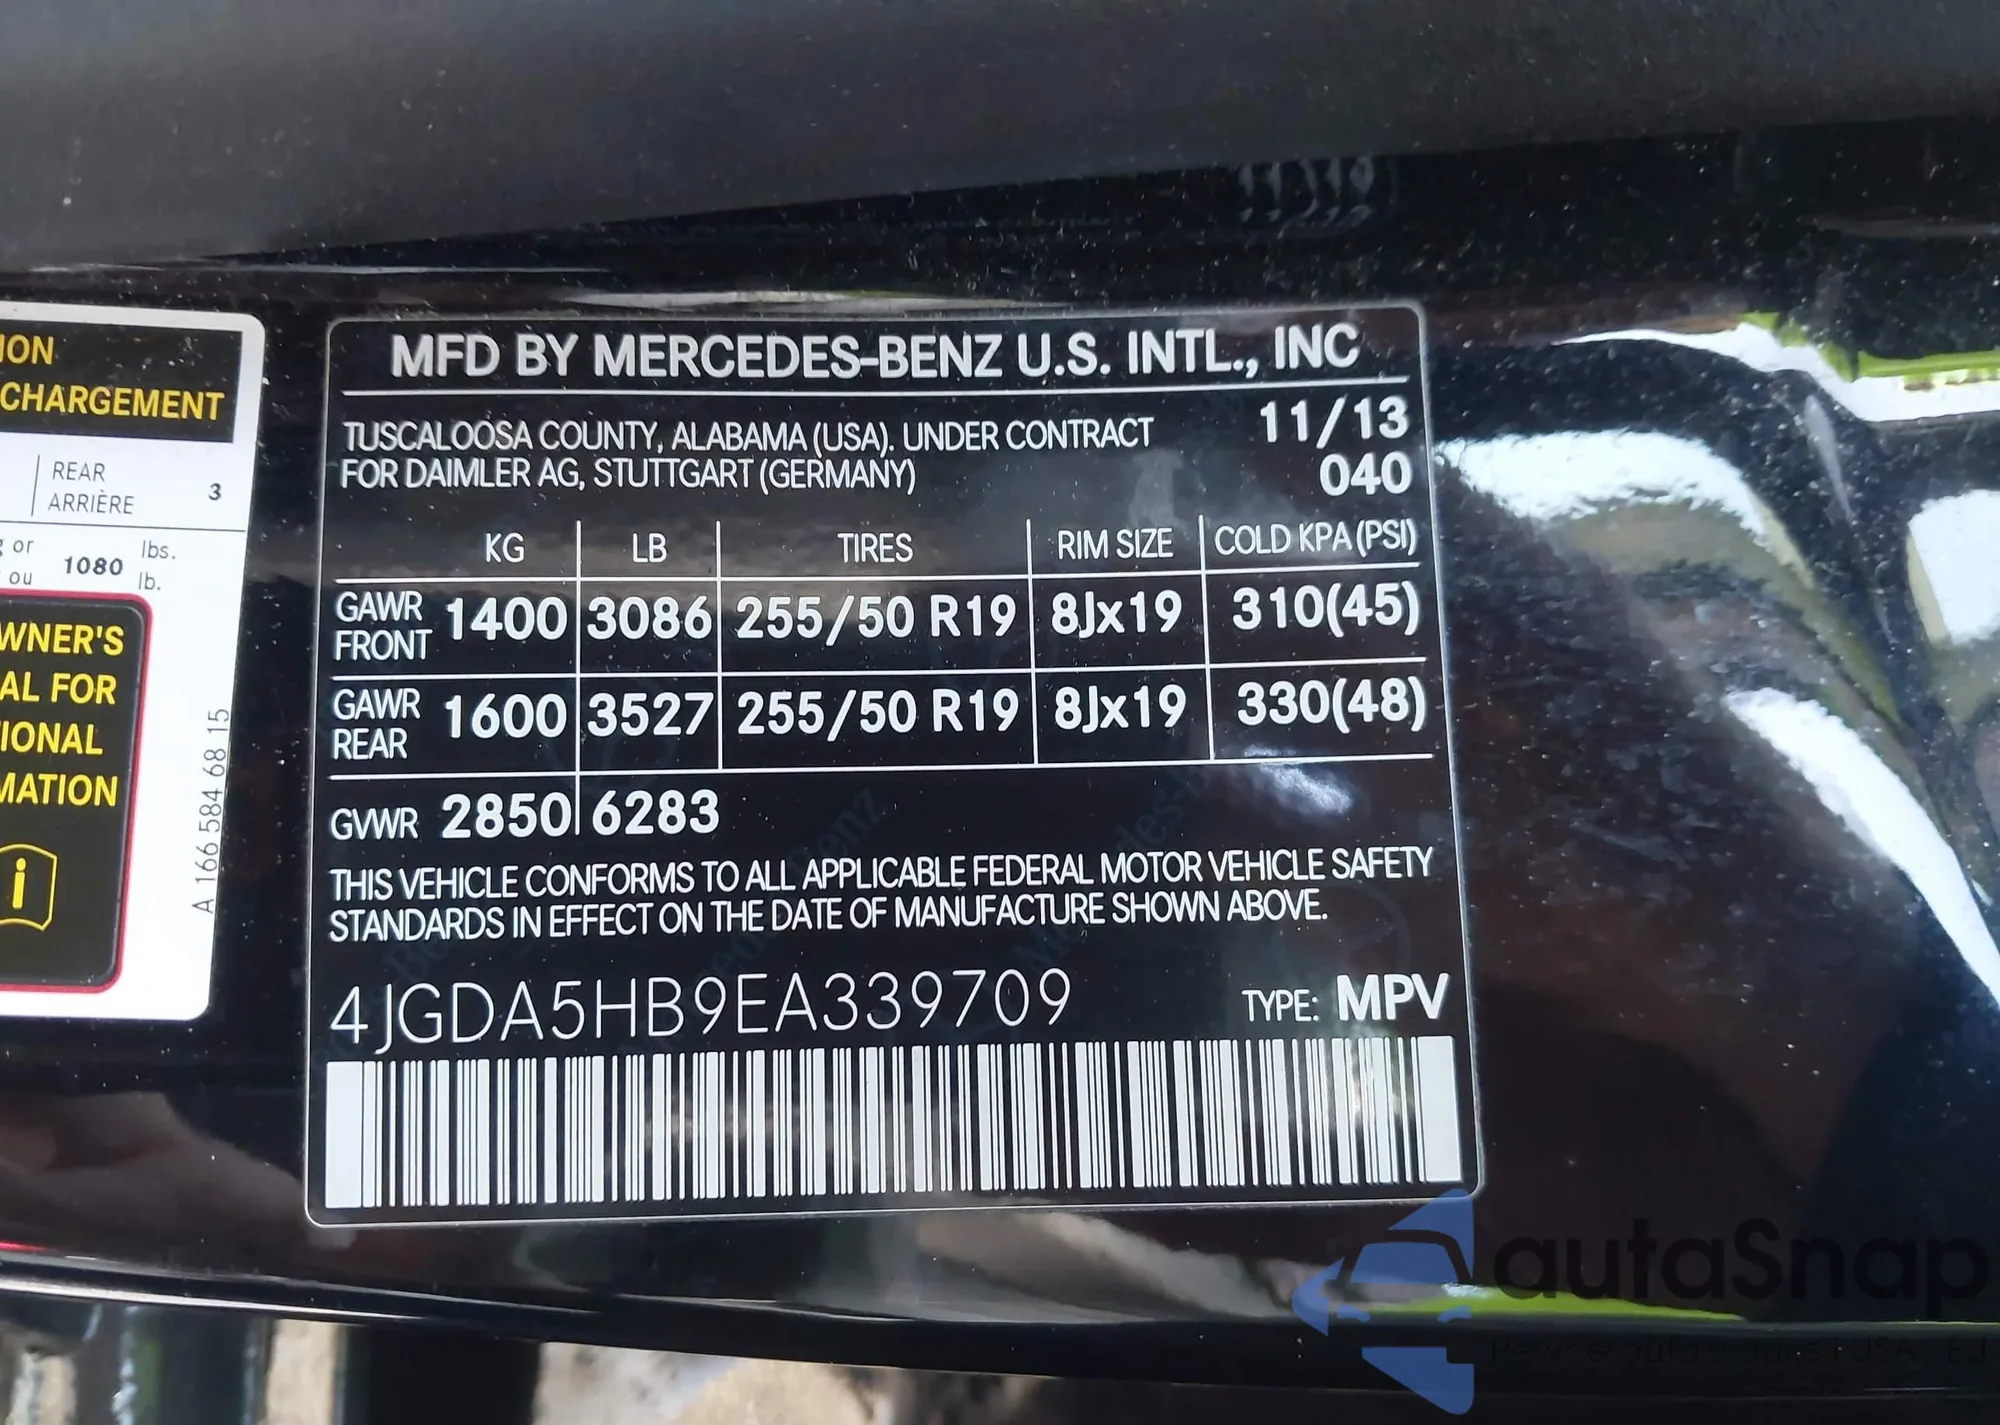 ION
CHARGEMENT
REAR
ARRIÈRE 3
or 1080 lbs.
ou lb.
WNER'S
AL FOR
IONAL
MATION
i
A 166 584 68 15
MFD BY MERCEDES-BENZ U.S. INTL., INC
TUSCALOOSA COUNTY, ALABAMA (USA). UNDER CONTRACT 11/13
FOR DAIMLER AG, STUTTGART (GERMANY) 040
KG LB TIRES RIM SIZE COLD KPA (PSI)
GAWR FRONT 1400 3086 255/50 R19 8Jx19 310(45)
GAWR REAR 1600 3527 255/50 R19 8Jx19 330(48)
GVWR 2850 6283
THIS VEHICLE CONFORMS TO ALL APPLICABLE FEDERAL MOTOR VEHICLE SAFETY
STANDARDS IN EFFECT ON THE DATE OF MANUFACTURE SHOWN ABOVE.
4JGDA5HB9EA339709 TYPE: MPV
autaSnap